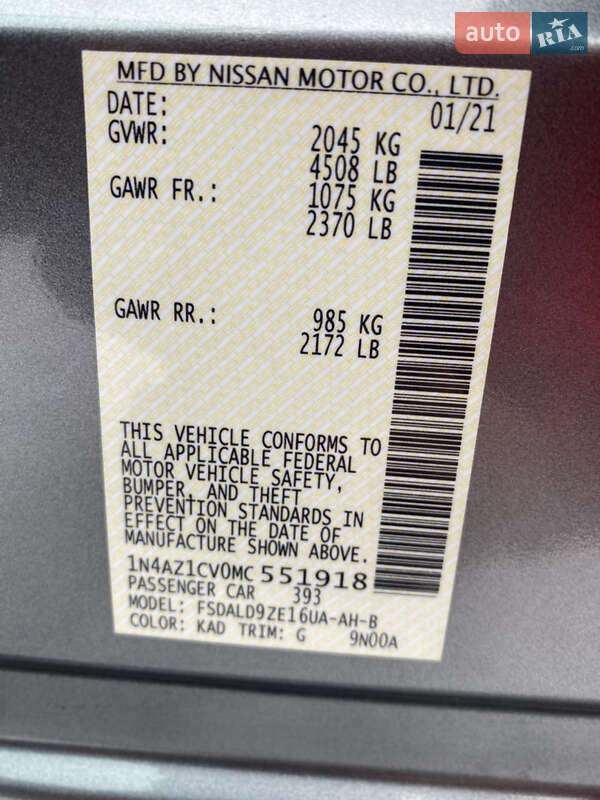 auto RIA.com
MFD BY NISSAN MOTOR CO., LTD.
DATE: 01/21
GVWR: 2045 KG
4508 LB
GAWR FR.: 1075 KG
2370 LB
GAWR RR.: 985 KG
2172 LB
THIS VEHICLE CONFORMS TO
ALL APPLICABLE FEDERAL
MOTOR VEHICLE SAFETY,
BUMPER, AND THEFT
PREVENTION STANDARDS IN
EFFECT ON THE DATE OF
MANUFACTURE SHOWN ABOVE.
1N4AZ1CV0MC 551918
PASSENGER CAR 393
MODEL: FSDALD9ZE16UA-AH-B
COLOR: KAD TRIM: G 9N00A